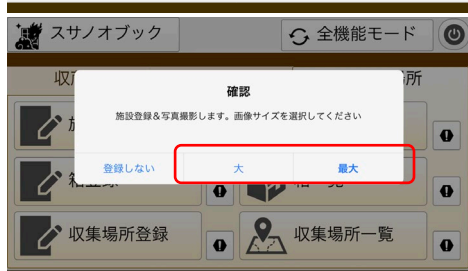 スサノオブック
全機能モード
収
所
確認
施設登録&写真撮影します。画像サイズを選択してください
登録しない
大
最大
収集場所登録
収集場所一覧